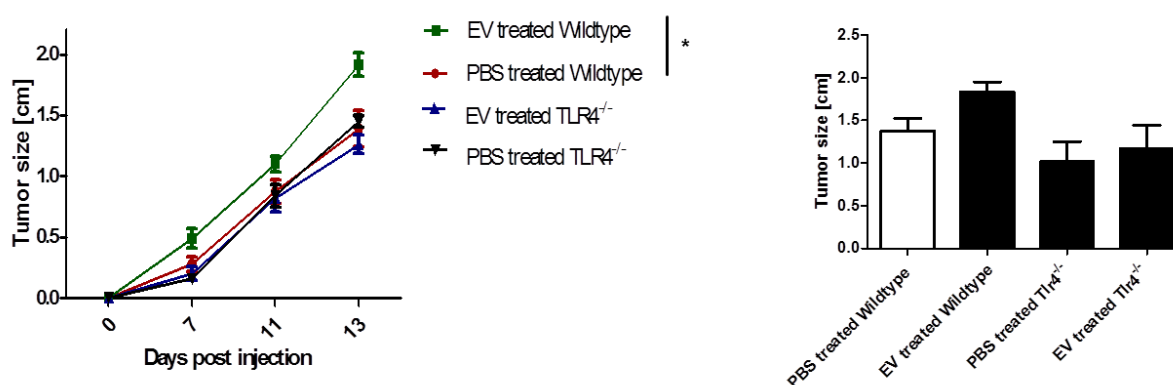 Tumor size [cm]
2.0
1.5
1.0
0.5
0.0
0
7
11
13
Days post injection
EV treated Wildtype
PBS treated Wildtype
EV treated TLR4-/-
PBS treated TLR4-/-
*
Tumor size [cm]
2.5
2.0
1.5
1.0
0.5
0.0
PBS treated Wildtype
EV treated Wildtype
PBS treated Tlr4-/-
EV treated Tlr4-/-